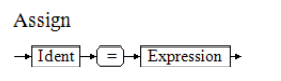 Assign
Ident = Expression